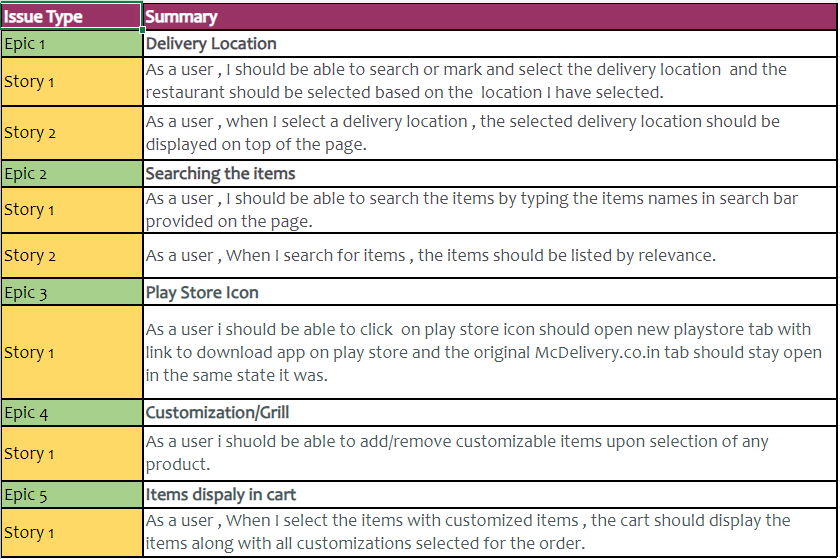 Issue Type Summary
Epic 1 Delivery Location
Story 1 As a user , I should be able to search or mark and select the delivery location and the
restaurant should be selected based on the location I have selected.
Story 2 As a user , when I select a delivery location , the selected delivery location should be
displayed on top of the page.
Epic 2 Searching the items
Story 1 As a user , I should be able to search the items by typing the items names in search bar
provided on the page.
Story 2 As a user , When I search for items , the items should be listed by relevance.
Epic 3 Play Store Icon
Story 1 As a user i should be able to click on play store icon should open new playstore tab with
link to download app on play store and the original McDelivery.co.in tab should stay open
in the same state it was.
Epic 4 Customization/Grill
Story 1 As a user i shuold be able to add/remove customizable items upon selection of any
product.
Epic 5 Items dispaly in cart
Story 1 As a user , When I select the items with customized items , the cart should display the
items along with all customizations selected for the order.